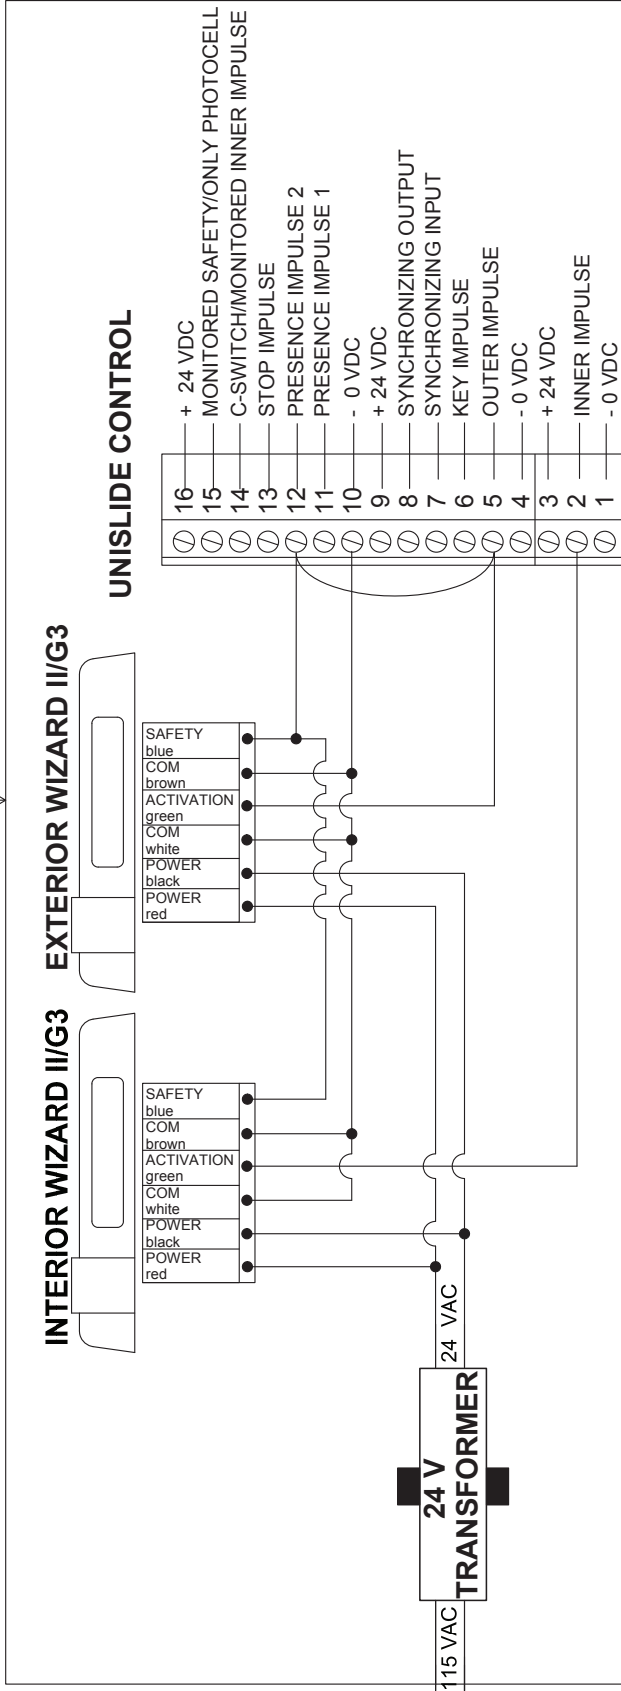 INTERIOR WIZARD II/G3
EXTERIOR WIZARD II/G3
UNISLIDE CONTROL
SAFETY
blue
COM
brown
ACTIVATION
green
COM
white
POWER
black
POWER
red
SAFETY
blue
COM
brown
ACTIVATION
green
COM
white
POWER
black
POWER
red
16 + 24 VDC
15 MONITORED SAFETY/ONLY PHOTOCELL
14 C-SWITCH/MONITORED INNER IMPULSE
13 STOP IMPULSE
12 PRESENCE IMPULSE 2
11 PRESENCE IMPULSE 1
10 - 0 VDC
9 + 24 VDC
8 SYNCHRONIZING OUTPUT
7 SYNCHRONIZING INPUT
6 KEY IMPULSE
5 OUTER IMPULSE
4 - 0 VDC
3 + 24 VDC
2 INNER IMPULSE
1 - 0 VDC
115 VAC
24 V
TRANSFORMER
24 VAC